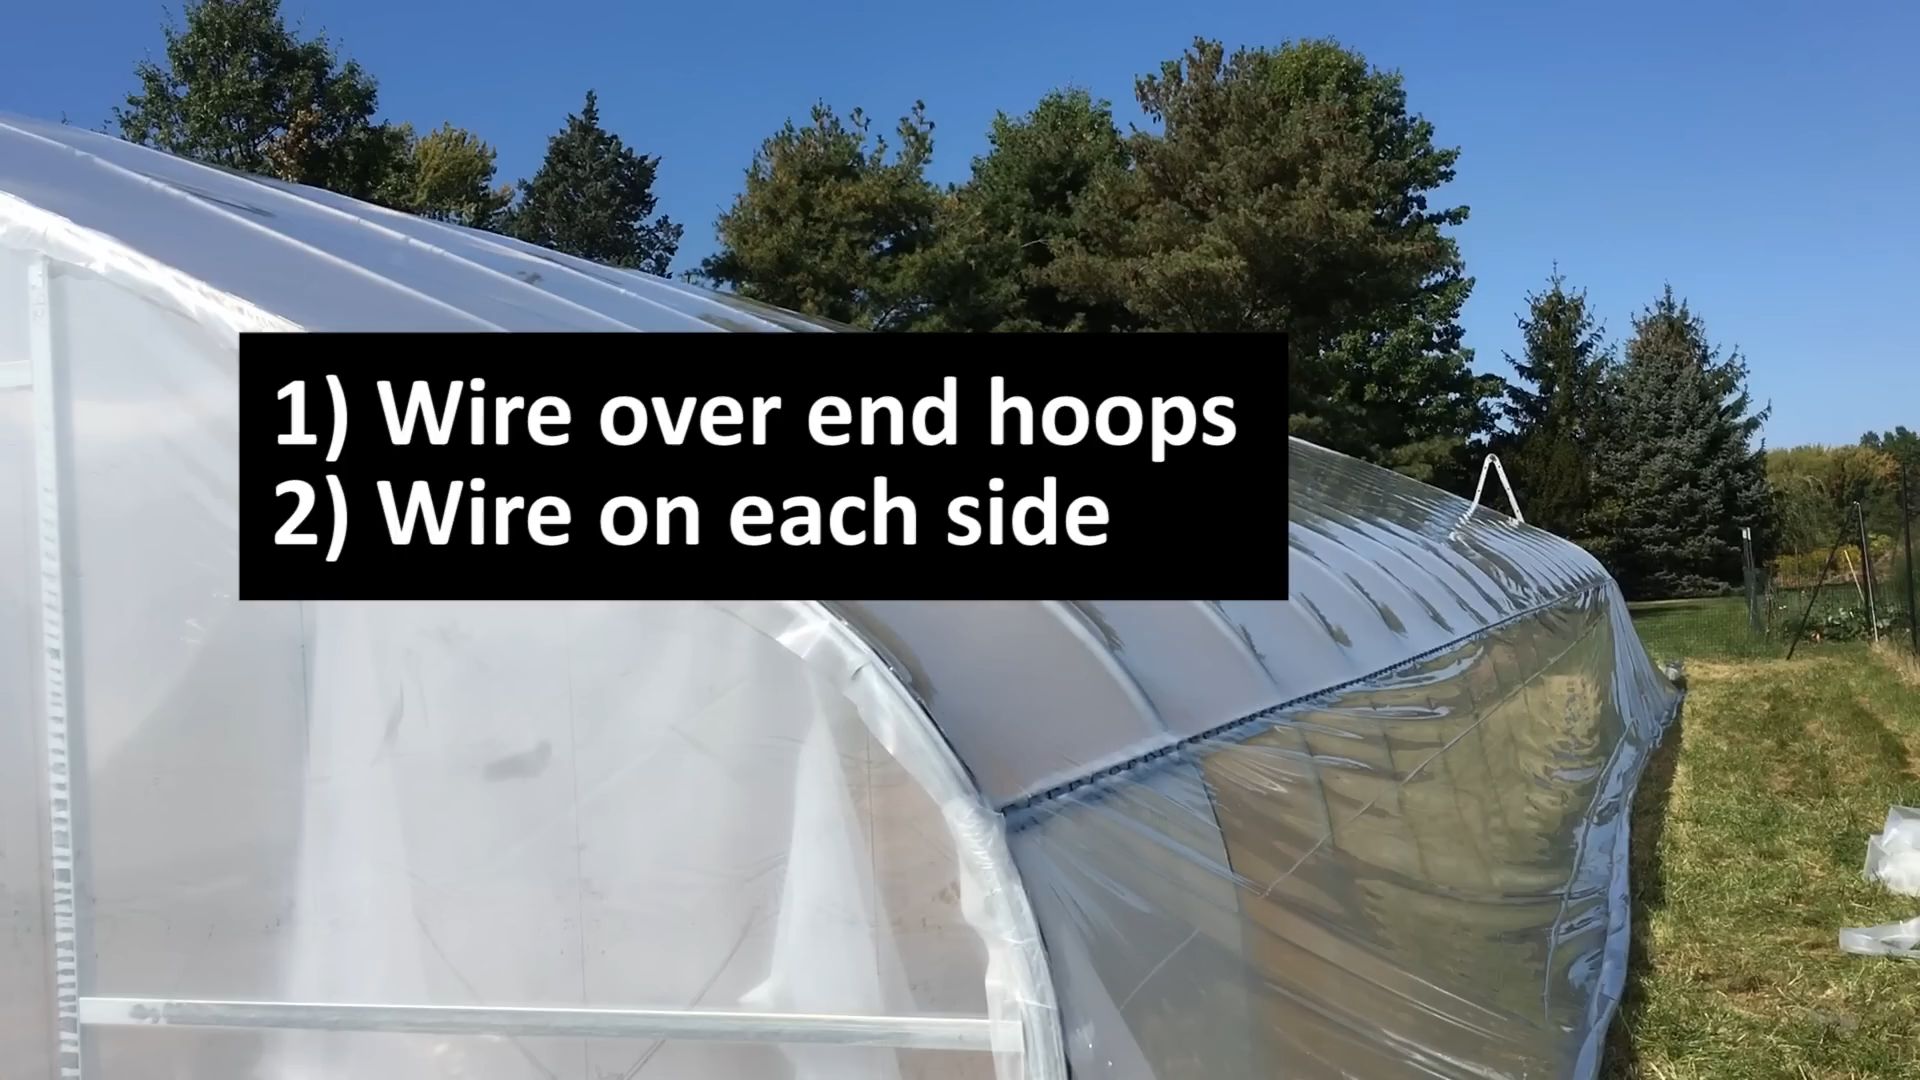 1) Wire over end hoops
2) Wire on each side